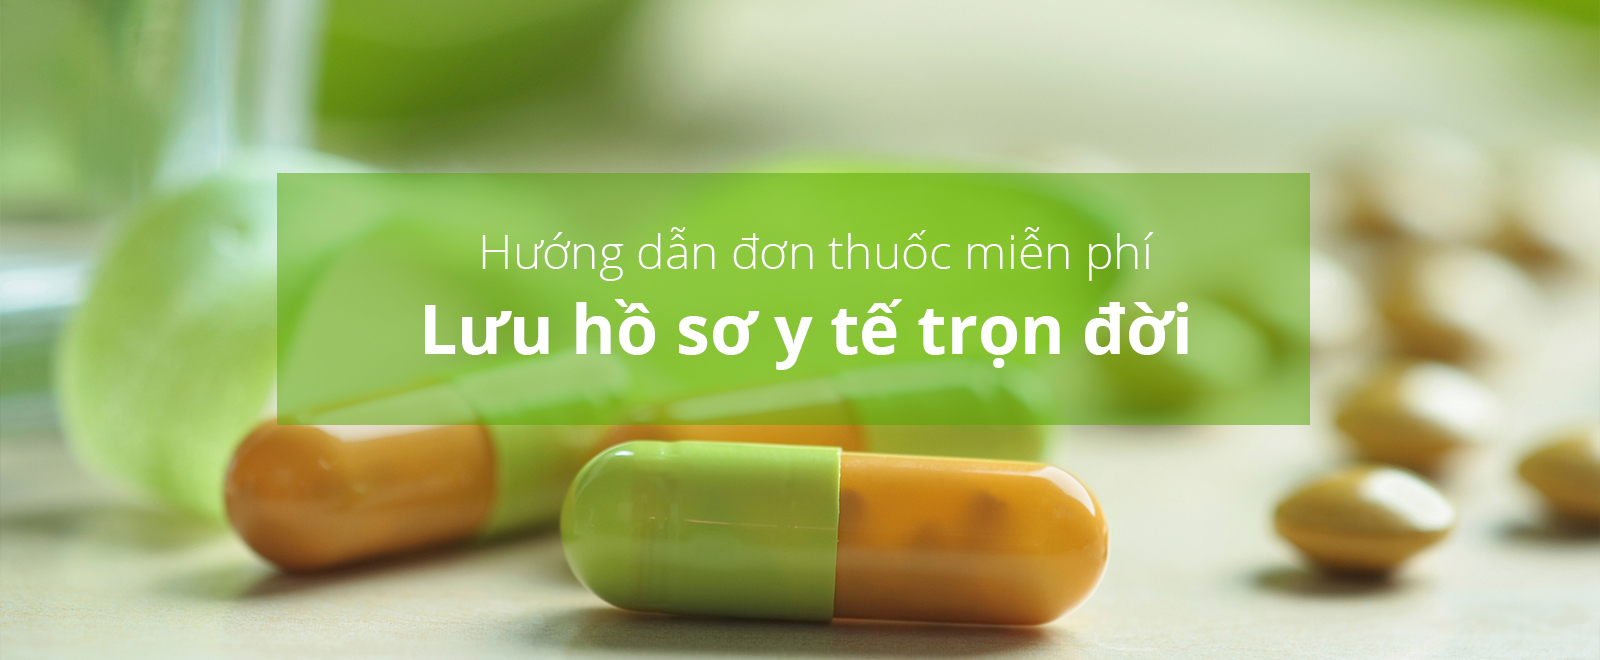 Hướng dẫn đơn thuốc miễn phí
Lưu hồ sơ y tế trọn đời